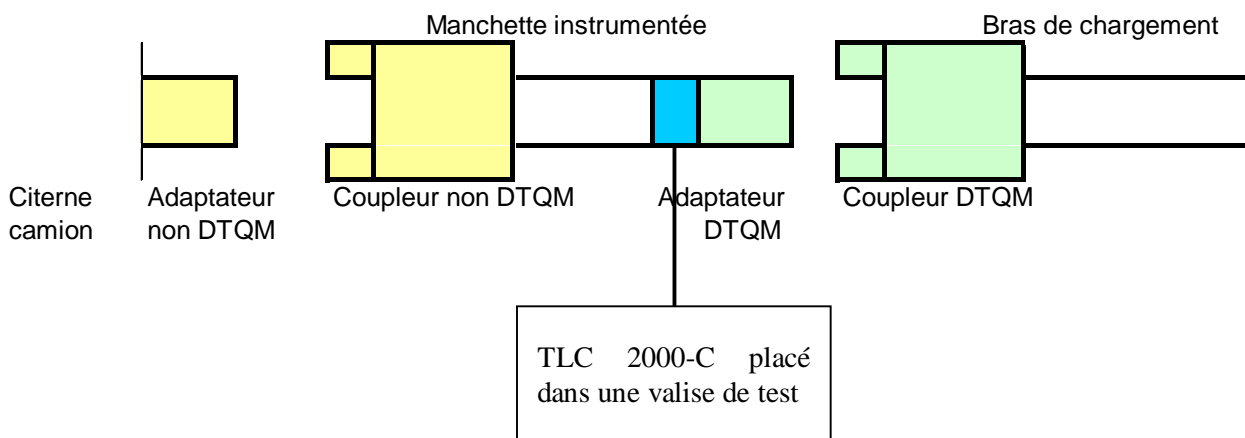 Manchette instrumentée
Bras de chargement
Citerne
camion
Adaptateur
non DTQM
Coupleur non DTQM
Adaptateur
DTQM
Coupleur DTQM
TLC 2000-C placé
dans une valise de test